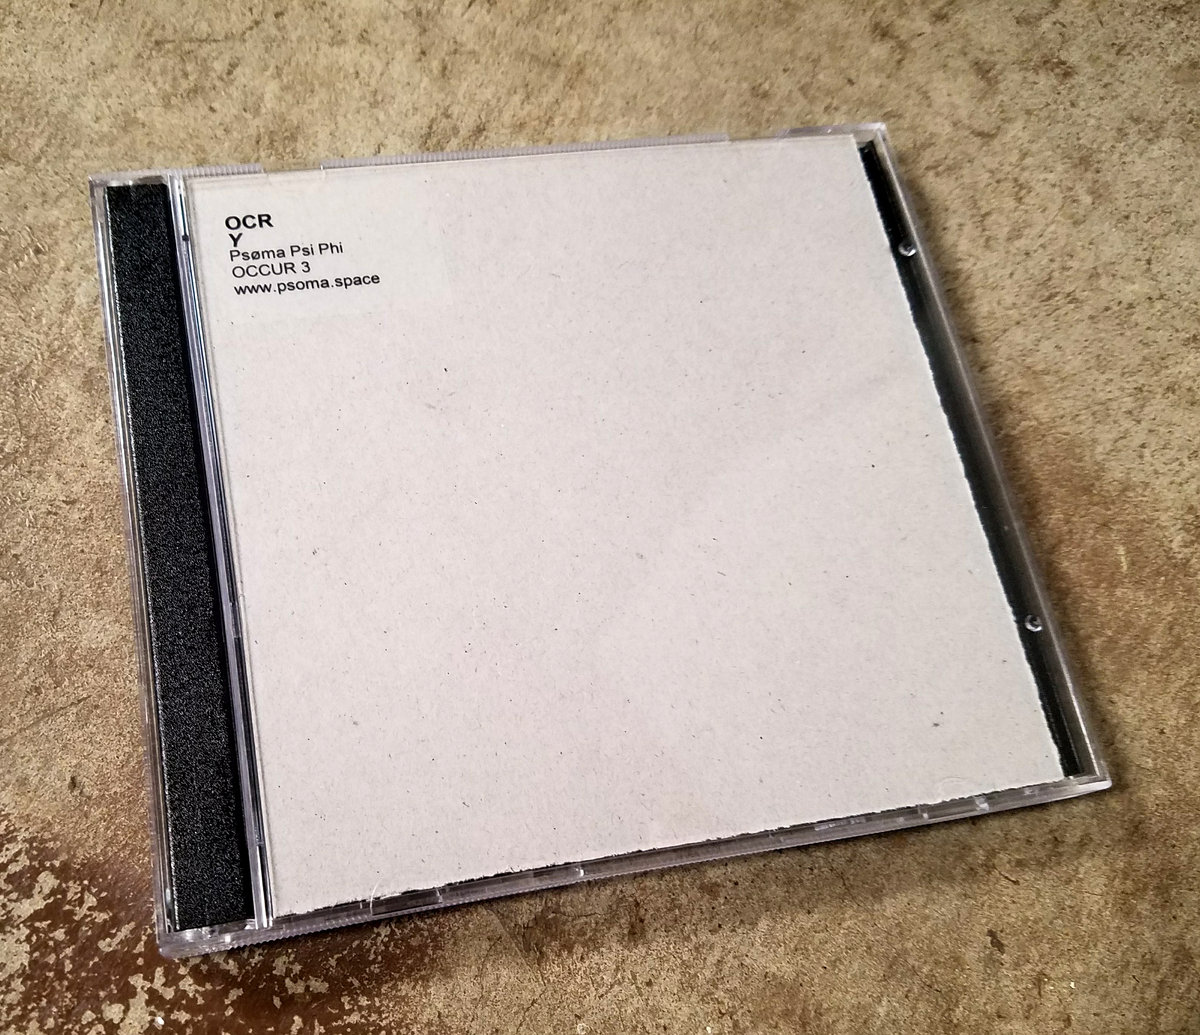 OCR
Y
Psøma Psi Phi
OCCUR 3
www.psoma.space